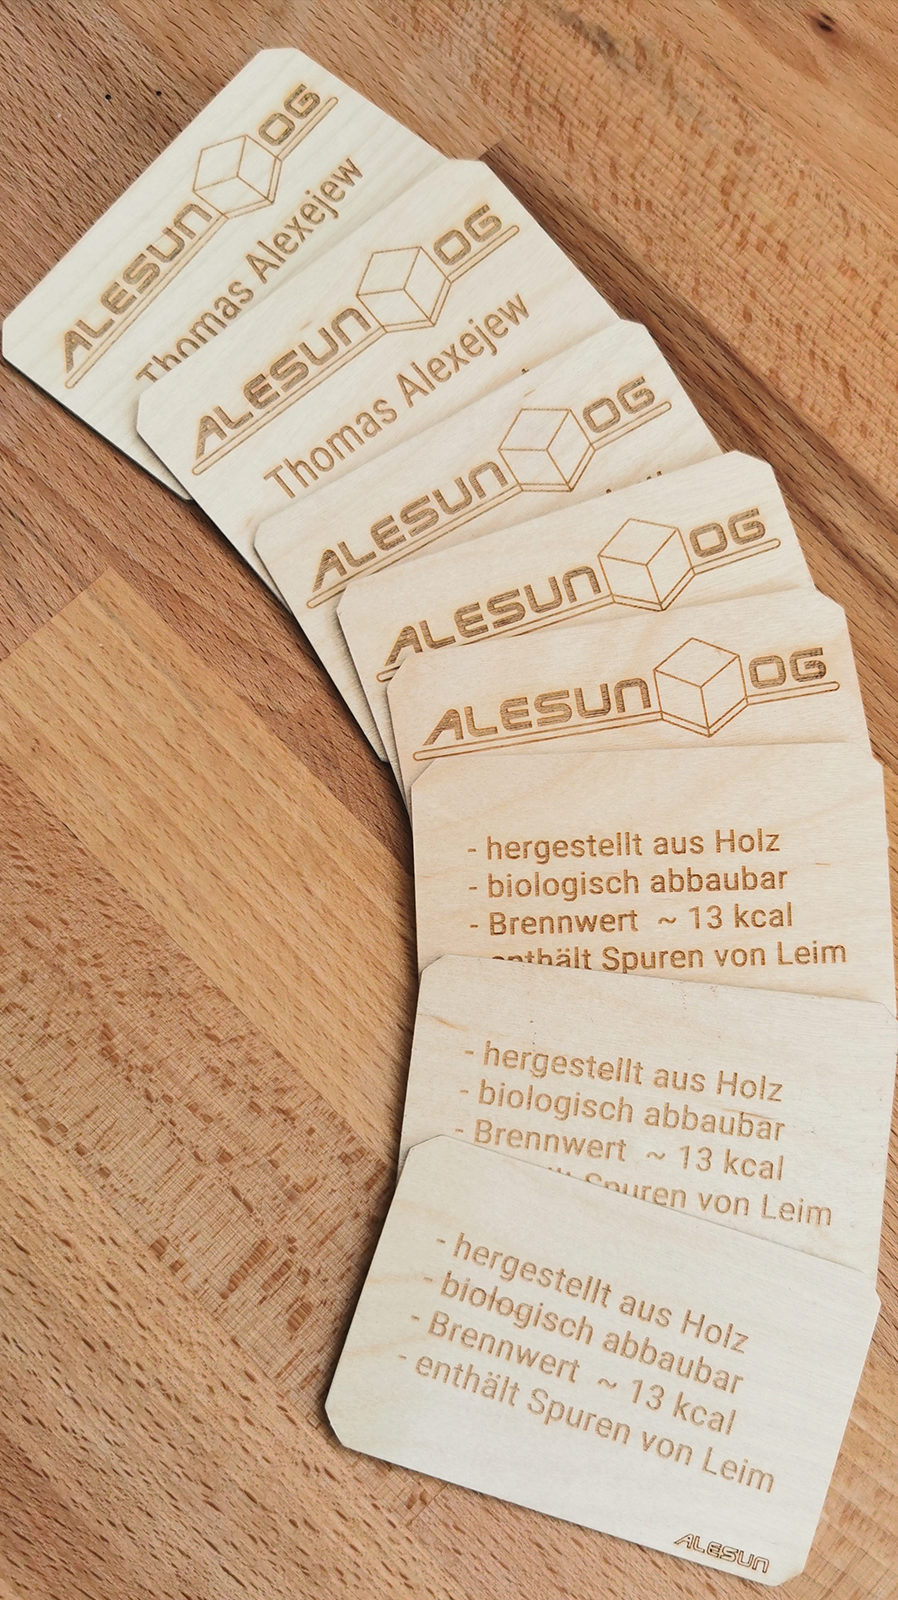 ALESUN OG
Thomas Alexejew
ALESUN OG
Thomas Alexejew
ALESUN OG
ALESUN OG
ALESUN OG
- hergestellt aus Holz
- biologisch abbaubar
- Brennwert ~ 13 kcal
enthält Spuren von Leim
- hergestellt aus Holz
- biologisch abbaubar
- Brennwert ~ 13 kcal
Spuren von Leim
- hergestellt aus Holz
- biologisch abbaubar
- Brennwert ~ 13 kcal
- enthält Spuren von Leim
ALESUN